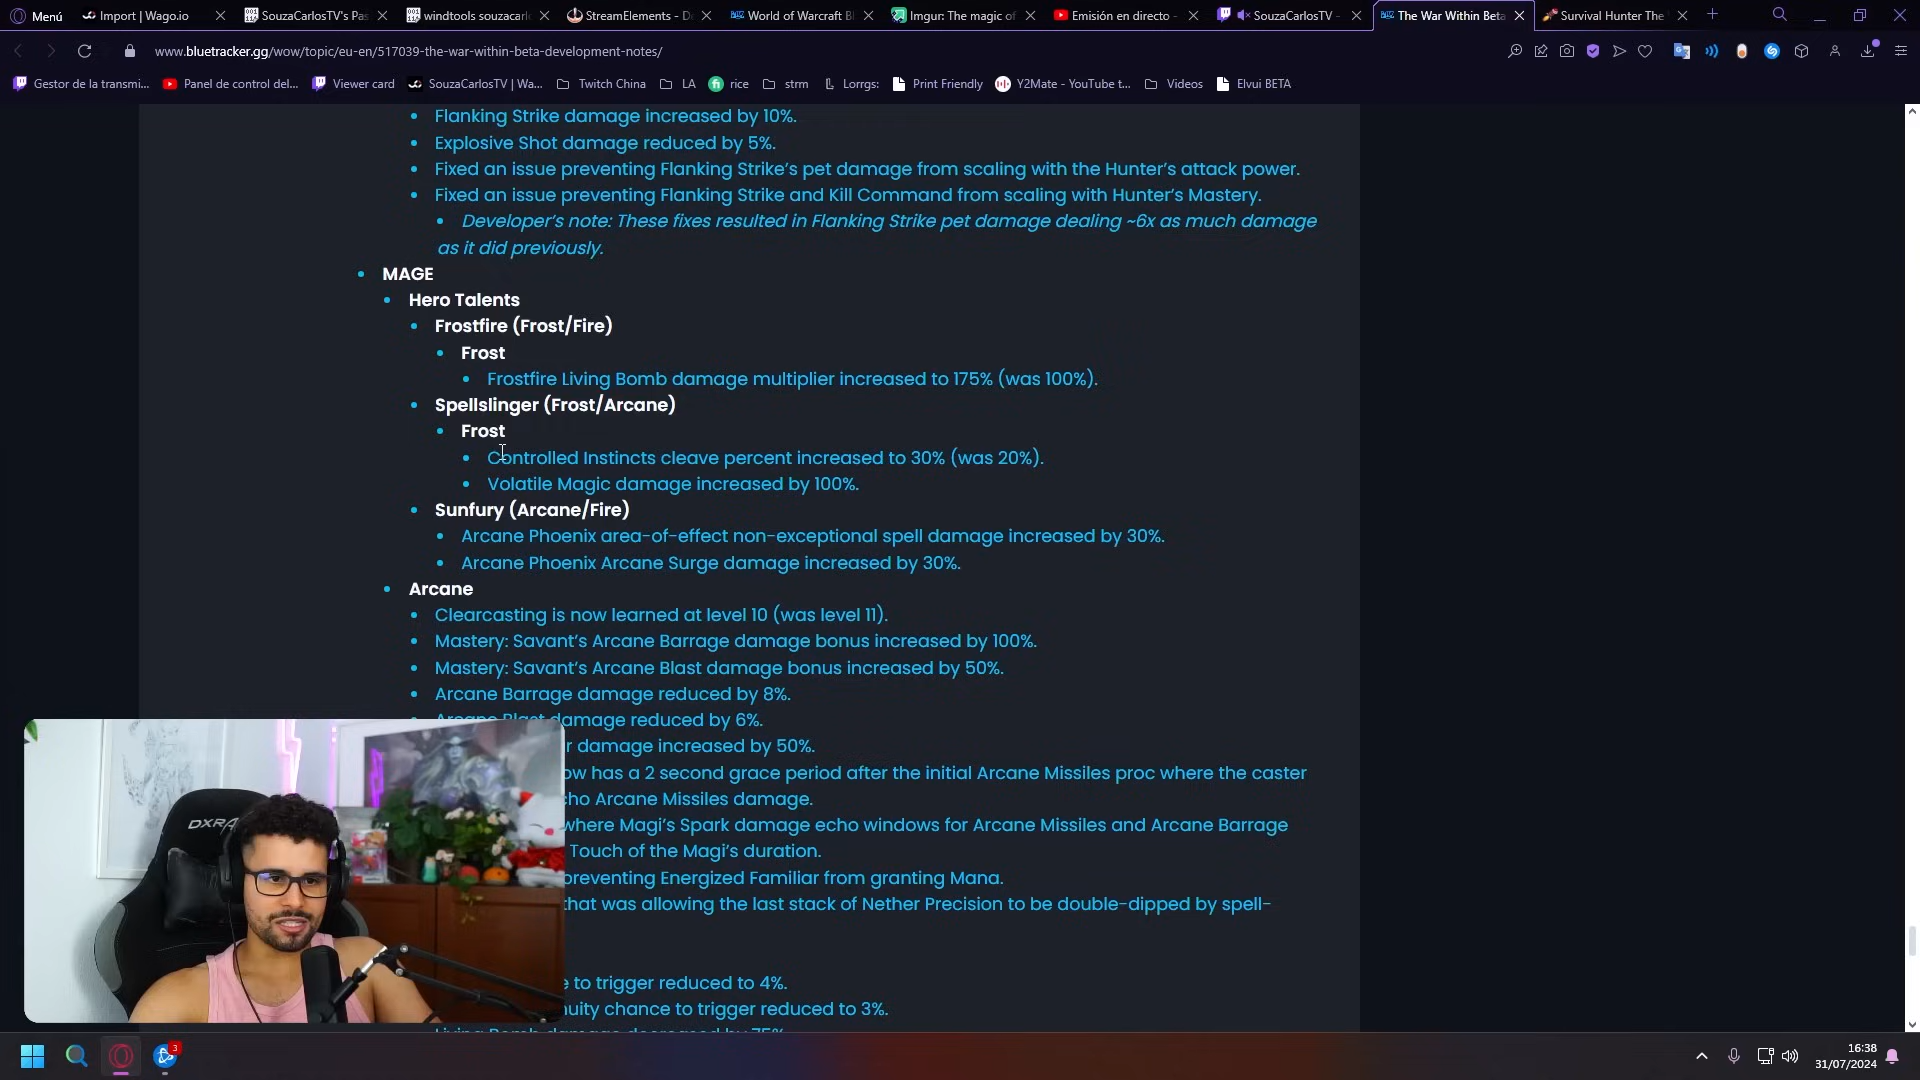 Menú
Import | Wago.io
SouzaCarlosTV's Pas
windtools souzacarl
StreamElements - D
World of Warcraft B
Imgur: The magic of
Emisión en directo -
SouzaCarlosTV -
The War Within Beta
Survival Hunter The
www.bluetracker.gg/wow/topic/eu-en/517039-the-war-within-beta-development-notes/
Gestor de la transmi...
Panel de control del...
Viewer card
SouzaCarlosTV | Wa...
Twitch China
LA
rice
strm
Lorrgs:
Print Friendly
Y2Mate - YouTube t...
Videos
Elvui BETA
Flanking Strike damage increased by 10%.
Explosive Shot damage reduced by 5%.
Fixed an issue preventing Flanking Strike’s pet damage from scaling with the Hunter’s attack power.
Fixed an issue preventing Flanking Strike and Kill Command from scaling with Hunter’s Mastery.
Developer’s note: These fixes resulted in Flanking Strike pet damage dealing ~6x as much damage
as it did previously.
MAGE
Hero Talents
Frostfire (Frost/Fire)
Frost
Frostfire Living Bomb damage multiplier increased to 175% (was 100%).
Spellslinger (Frost/Arcane)
Frost
Controlled Instincts cleave percent increased to 30% (was 20%).
Volatile Magic damage increased by 100%.
Sunfury (Arcane/Fire)
Arcane Phoenix area-of-effect non-exceptional spell damage increased by 30%.
Arcane Phoenix Arcane Surge damage increased by 30%.
Arcane
Clearcasting is now learned at level 10 (was level 11).
Mastery: Savant’s Arcane Barrage damage bonus increased by 100%.
Mastery: Savant’s Arcane Blast damage bonus increased by 50%.
Arcane Barrage damage reduced by 8%.
Arcane Blast damage reduced by 6%.
r damage increased by 50%.
ow has a 2 second grace period after the initial Arcane Missiles proc where the caster
cho Arcane Missiles damage.
where Magi’s Spark damage echo windows for Arcane Missiles and Arcane Barrage
Touch of the Magi’s duration.
preventing Energized Familiar from granting Mana.
that was allowing the last stack of Nether Precision to be double-dipped by spell-
e to trigger reduced to 4%.
nuity chance to trigger reduced to 3%.
Living Bomb damage decreased by 75%.
DXRA
3
16:38
31/07/2024